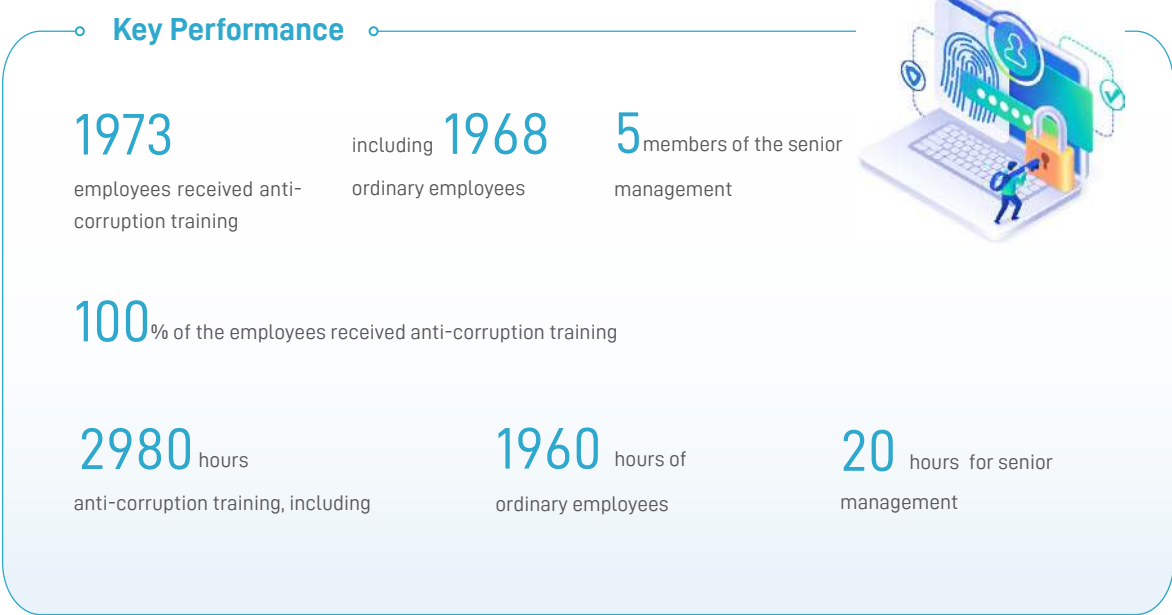 Key Performance
1973
employees received anti-
corruption training
including 1968
ordinary employees
5 members of the senior
management
100% of the employees received anti-corruption training
2980 hours
anti-corruption training, including
1960 hours of
ordinary employees
20 hours for senior
management